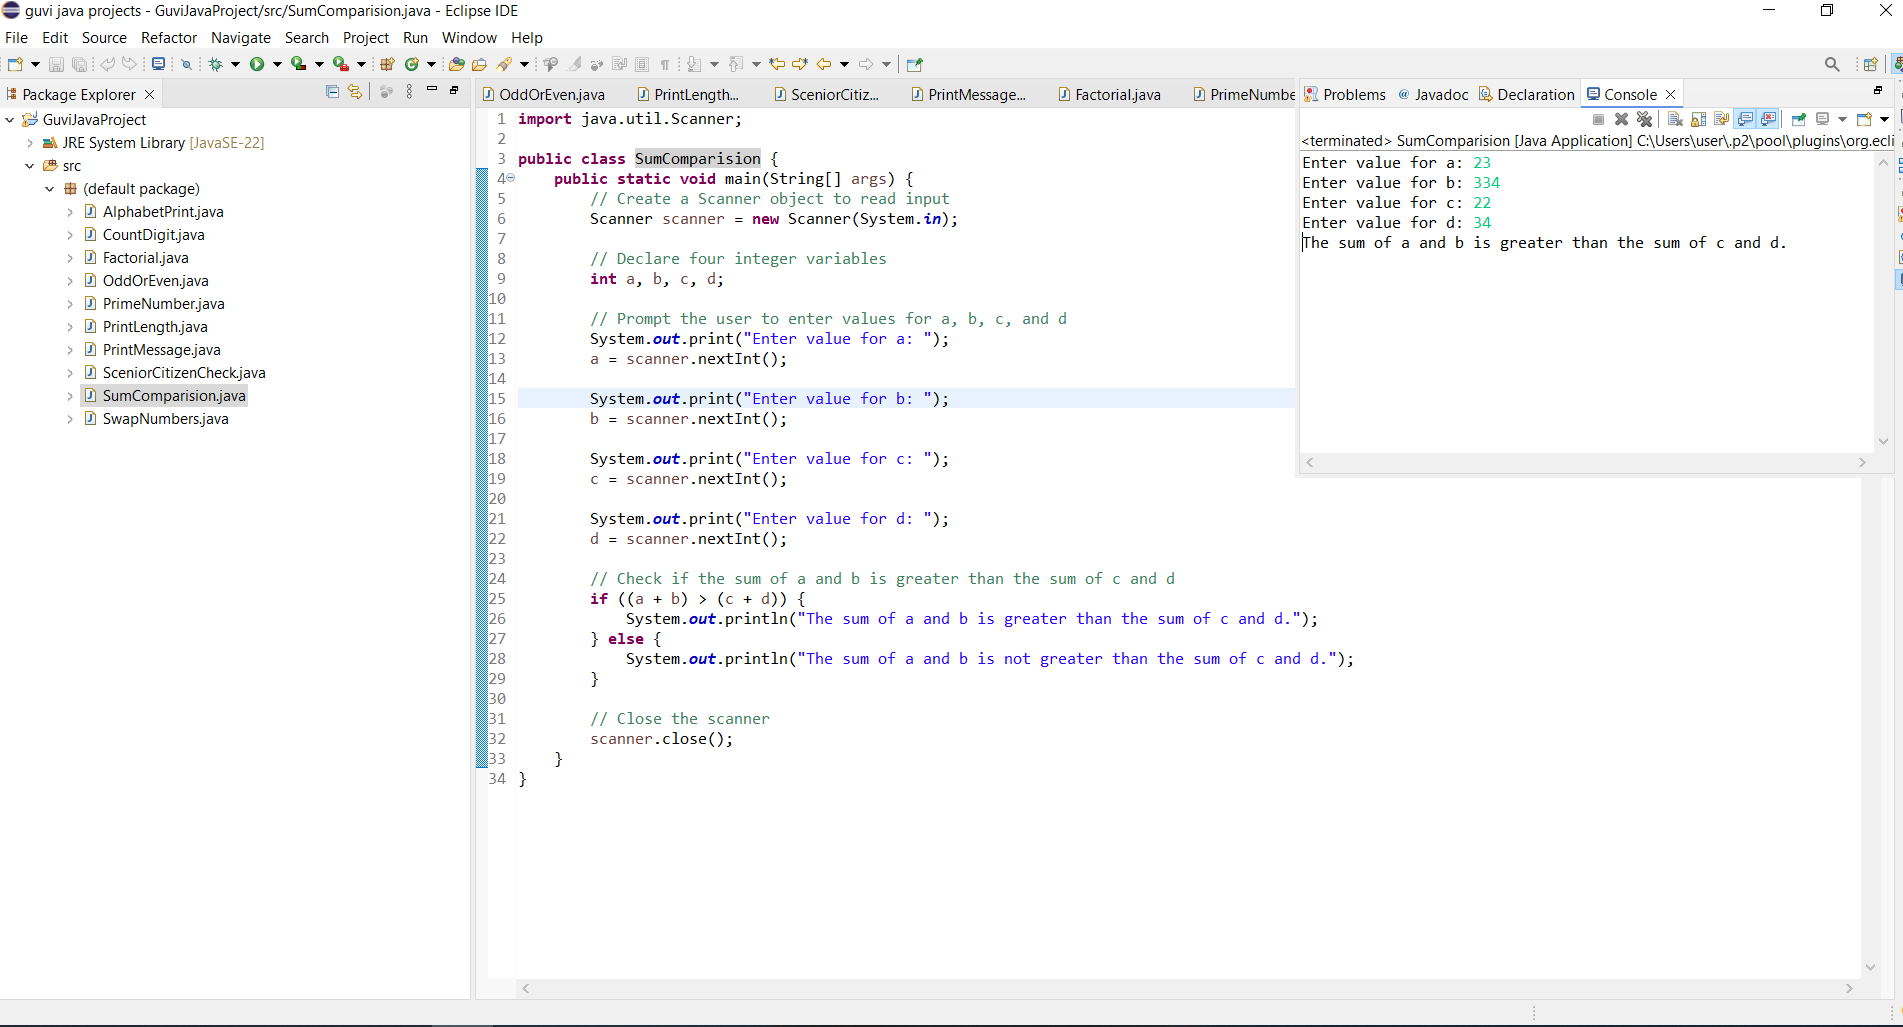 guvi java projects - GuviJavaProject/src/SumComparision.java - Eclipse IDE
File Edit Source Refactor Navigate Search Project Run Window Help
Package Explorer
GuviJavaProject
JRE System Library [JavaSE-22]
src
(default package)
AlphabetPrint.java
CountDigit.java
Factorial.java
OddOrEven.java
PrimeNumber.java
PrintLength.java
PrintMessage.java
SceniorCitizenCheck.java
SumComparision.java
SwapNumbers.java
OddOrEven.java PrintLength... SceniorCitiz... PrintMessage... Factorial.java PrimeNumbe
1 import java.util.Scanner;
2
3 public class SumComparision {
4 public static void main(String[] args) {
5 // Create a Scanner object to read input
6 Scanner scanner = new Scanner(System.in);
7
8 // Declare four integer variables
9 int a, b, c, d;
10
11 // Prompt the user to enter values for a, b, c, and d
12 System.out.print("Enter value for a: ");
13 a = scanner.nextInt();
14
15 System.out.print("Enter value for b: ");
16 b = scanner.nextInt();
17
18 System.out.print("Enter value for c: ");
19 c = scanner.nextInt();
20
21 System.out.print("Enter value for d: ");
22 d = scanner.nextInt();
23
24 // Check if the sum of a and b is greater than the sum of c and d
25 if ((a + b) > (c + d)) {
26 System.out.println("The sum of a and b is greater than the sum of c and d.");
27 } else {
28 System.out.println("The sum of a and b is not greater than the sum of c and d.");
29 }
30
31 // Close the scanner
32 scanner.close();
33 }
34 }
Problems @ Javadoc Declaration Console
<terminated> SumComparision [Java Application] C:\Users\user\.p2\pool\plugins\org.ecli
Enter value for a: 23
Enter value for b: 334
Enter value for c: 22
Enter value for d: 34
The sum of a and b is greater than the sum of c and d.